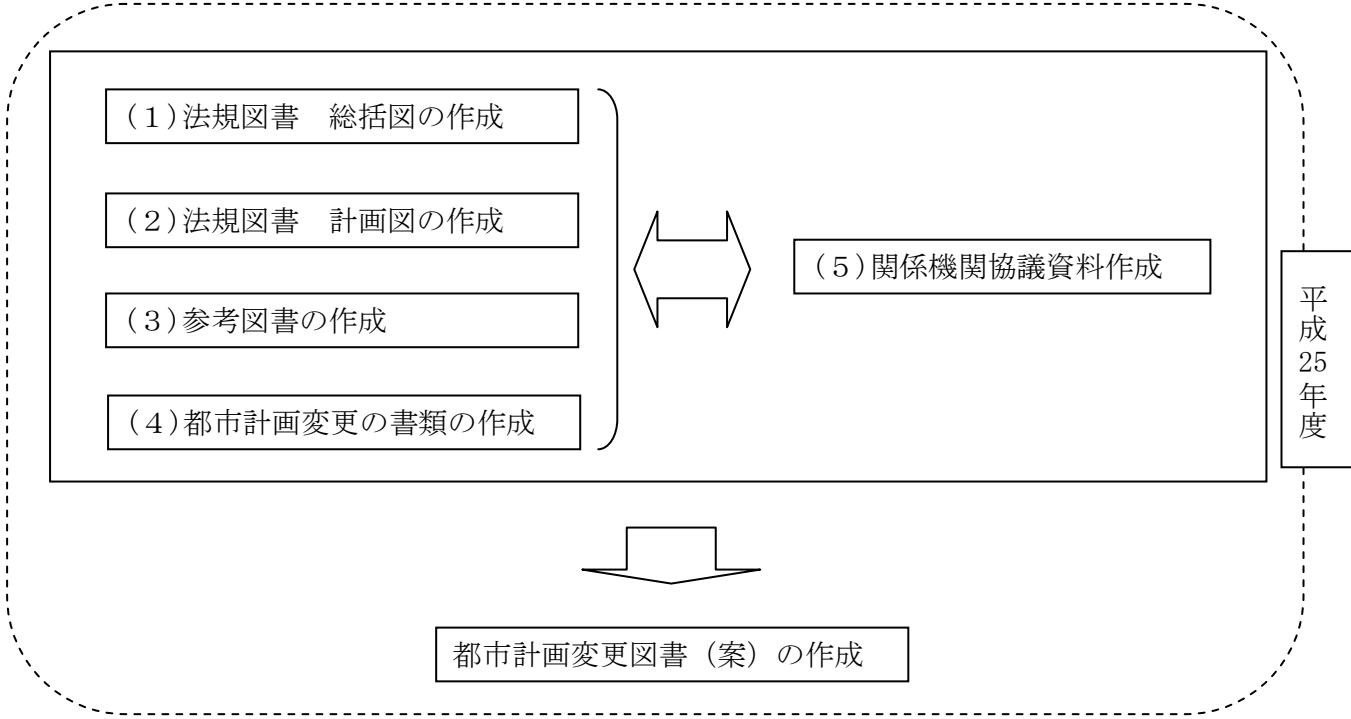 (1)法規図書　総括図の作成
(2)法規図書　計画図の作成
(3)参考図書の作成
(4)都市計画変更の書類の作成
(5)関係機関協議資料作成
平成25年度
都市計画変更図書（案）の作成